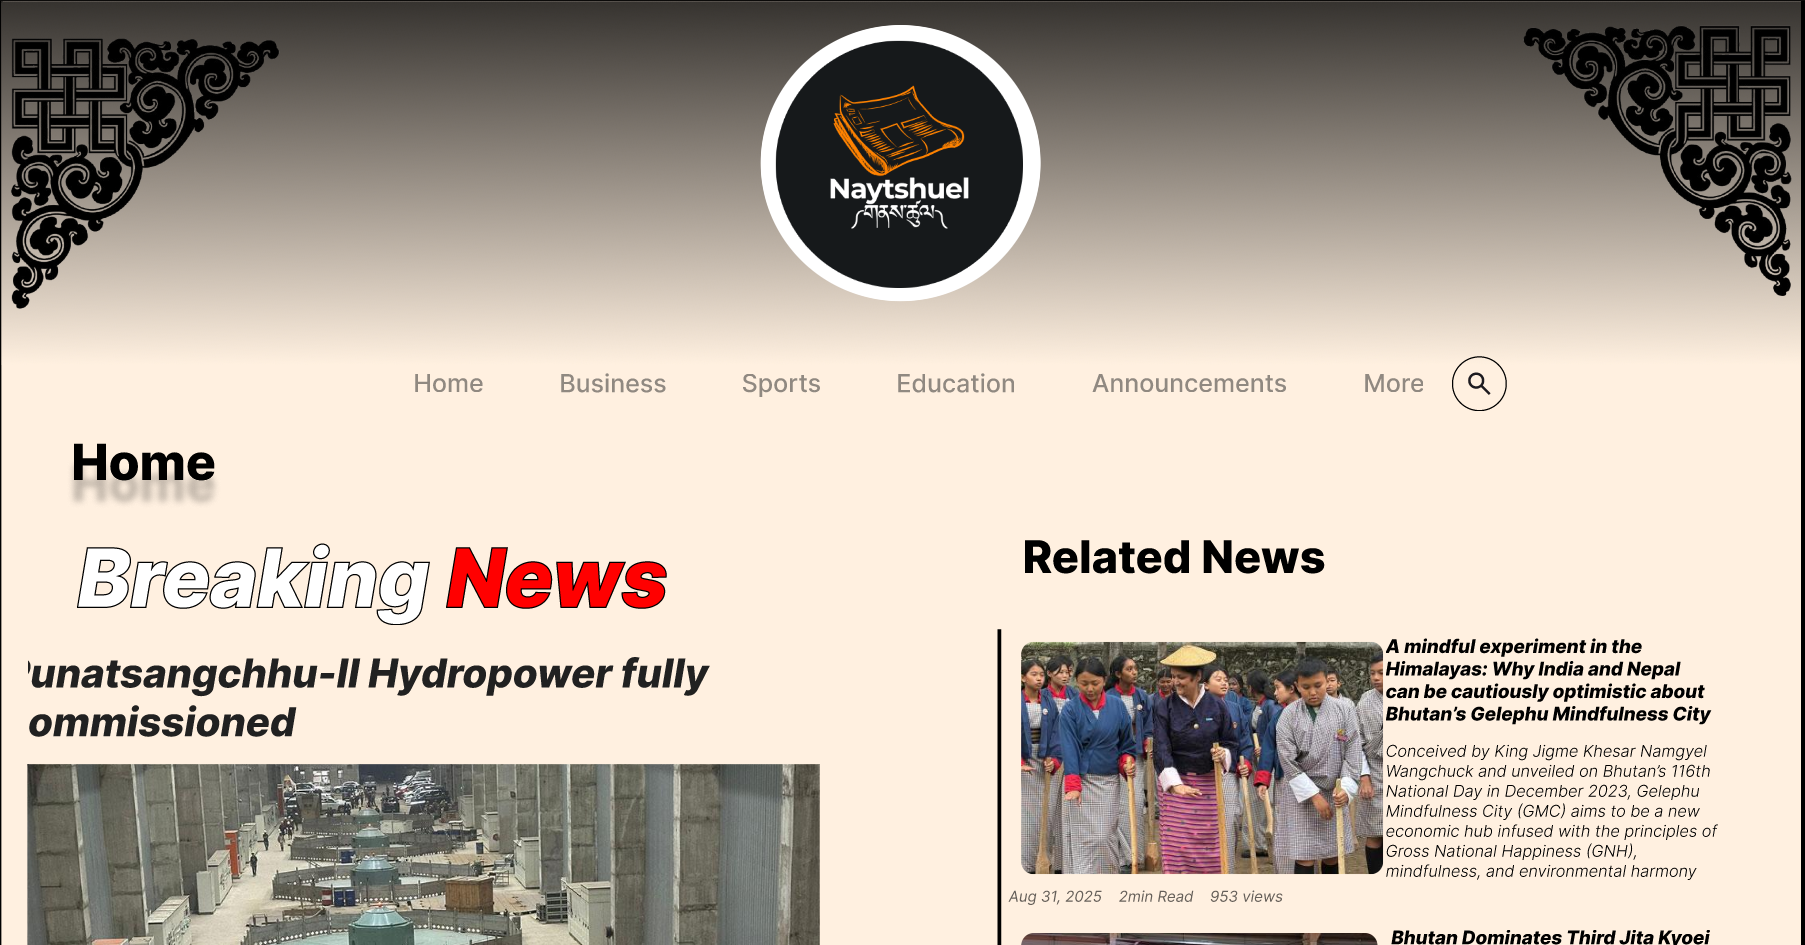 Naytshuel
གནས་ཚུལ
Home
Business
Sports
Education
Announcements
More
Home
Breaking News
unatsangchhu-II Hydropower fully
ommissioned
Related News
A mindful experiment in the
Himalayas: Why India and Nepal
can be cautiously optimistic about
Bhutan’s Gelephu Mindfulness City
Conceived by King Jigme Khesar Namgyel
Wangchuck and unveiled on Bhutan’s 116th
National Day in December 2023, Gelephu
Mindfulness City (GMC) aims to be a new
economic hub infused with the principles of
Gross National Happiness (GNH),
mindfulness, and environmental harmony
Aug 31, 2025 2min Read 953 views
Bhutan Dominates Third Jita Kyoei